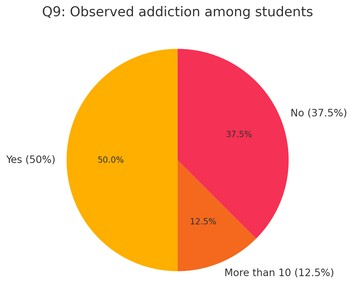 Q9: Observed addiction among students
No (37.5%)
37.5%
Yes (50%)
50.0%
12.5%
More than 10 (12.5%)